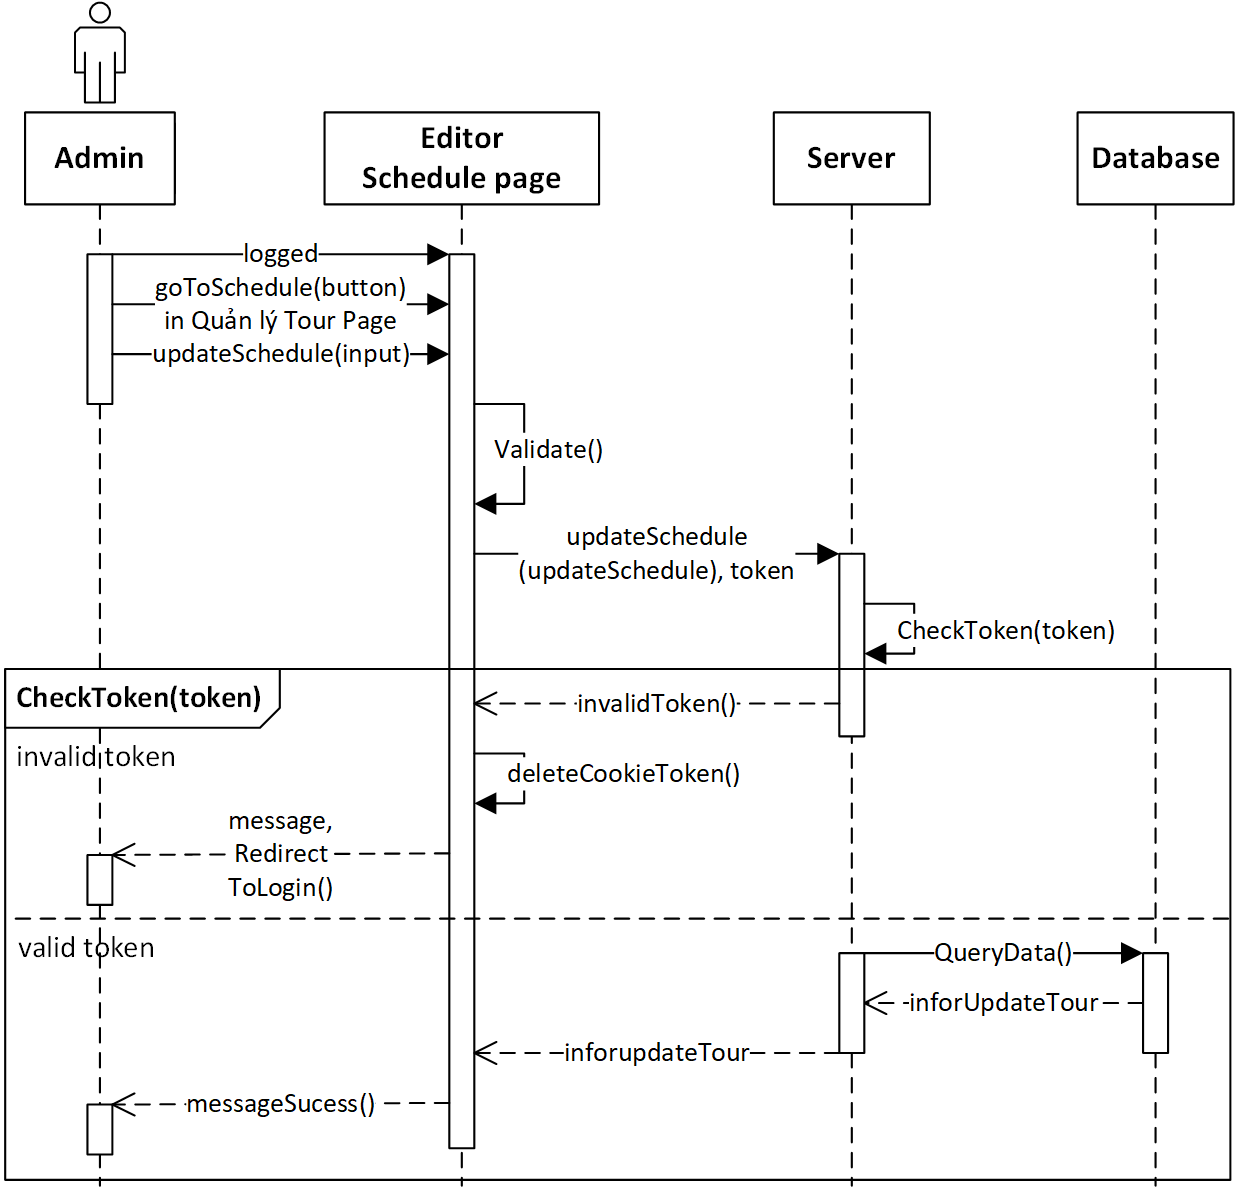 Admin
Editor
Schedule page
Server
Database
logged
goToSchedule(button)
in Quản lý Tour Page
updateSchedule(input)
Validate()
updateSchedule
(updateSchedule), token
CheckToken(token)
CheckToken(token)
invalidToken()
invalid token
deleteCookieToken()
message,
Redirect
ToLogin()
valid token
QueryData()
inforUpdateTour
inforupdateTour
messageSucess()